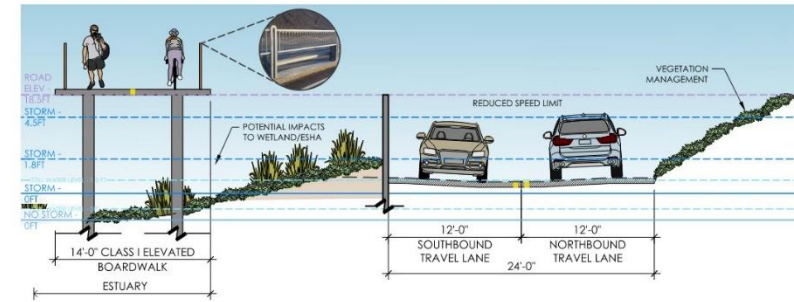 ROAD
ELEV -
18.5FT
STORM -
4.5FT
STORM -
1.8FT
STORM
0FT
NO STORM -
0FT
POTENTIAL IMPACTS
TO WETLAND/ESHA
REDUCED SPEED LIMIT
VEGETATION
MANAGEMENT
14'-0" CLASS I ELEVATED
BOARDWALK
ESTUARY
12'-0"
SOUTHBOUND
TRAVEL LANE
12'-0"
NORTHBOUND
TRAVEL LANE
24'-0"